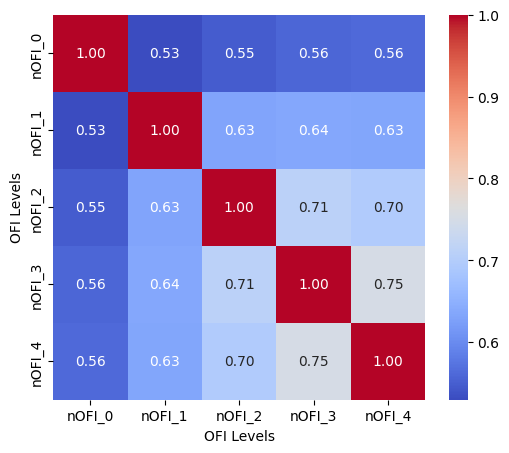 nOFI_0 1.00 0.53 0.55 0.56 0.56
nOFI_1 0.53 1.00 0.63 0.64 0.63
nOFI_2 0.55 0.63 1.00 0.71 0.70
nOFI_3 0.56 0.64 0.71 1.00 0.75
nOFI_4 0.56 0.63 0.70 0.75 1.00
OFI Levels
nOFI_0 nOFI_1 nOFI_2 nOFI_3 nOFI_4
OFI Levels
1.0
0.9
0.8
0.7
0.6